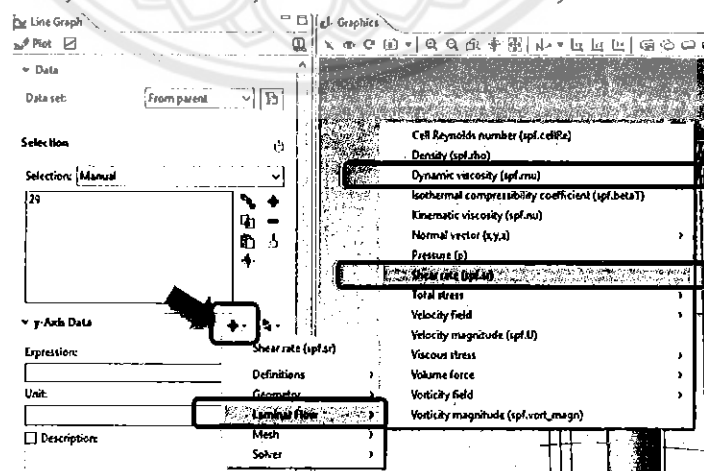 Line Graph
Plot
Data
Data set:
From parent
Selection
Selection:
Manual
29
y-Axis Data
Expression:
Unit:
Description:
Shear rate (spf.sr)
Definitions
Geometry
Laminar Flow
Mesh
Solver
Graphics
Cell Reynolds number (spf.cellRe)
Density (spf.rho)
Dynamic viscosity (spf.mu)
Isothermal compressibility coefficient (spf.betaT)
Kinematic viscosity (spf.nu)
Normal vector (x,y,z)
Pressure (p)
Shear rate (spf.sr)
Total stress
Velocity field
Velocity magnitude (spf.U)
Viscous stress
Volume force
Vorticity field
Vorticity magnitude (spf.vort_magn)